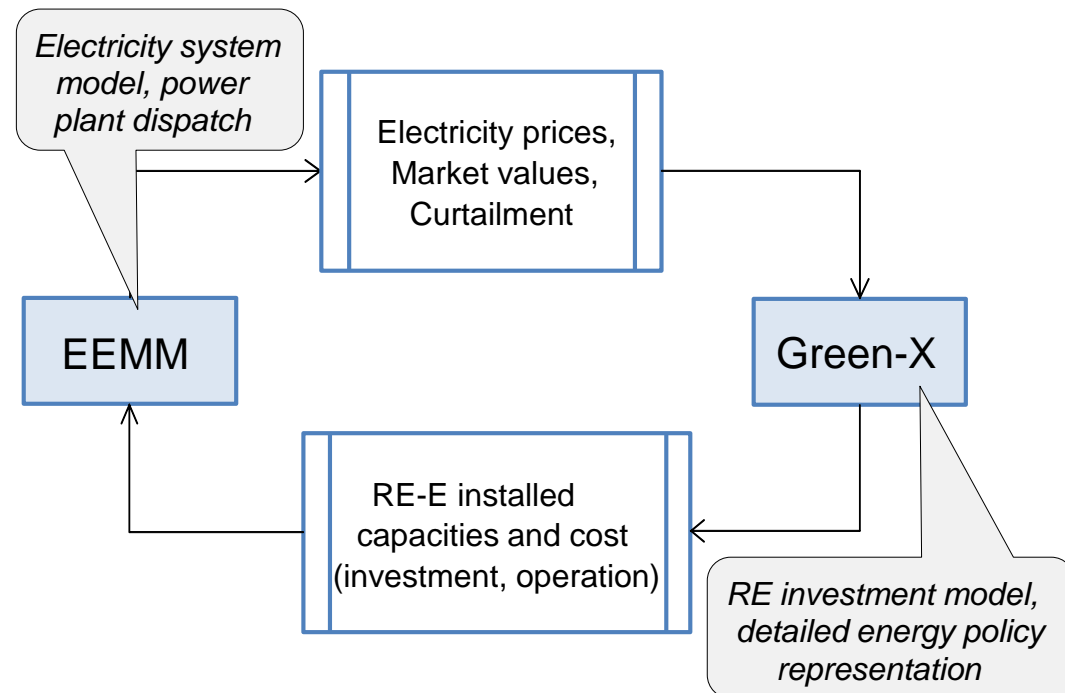 Electricity system
model, power
plant dispatch
Electricity prices,
Market values,
Curtailment
EEMM
Green-X
RE-E installed
capacities and cost
(investment, operation)
RE investment model,
detailed energy policy
representation